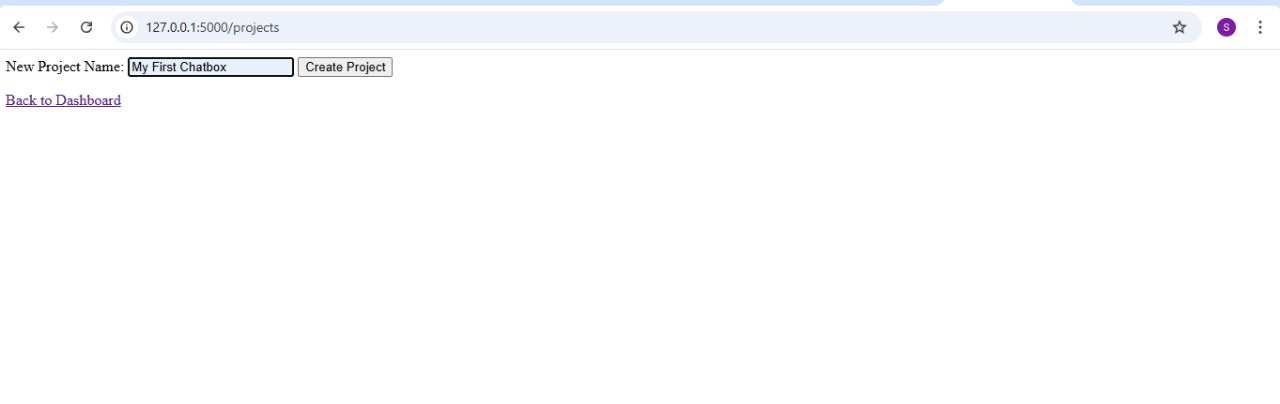 127.0.0.1:5000/projects
S
New Project Name: My First Chatbox Create Project
Back to Dashboard